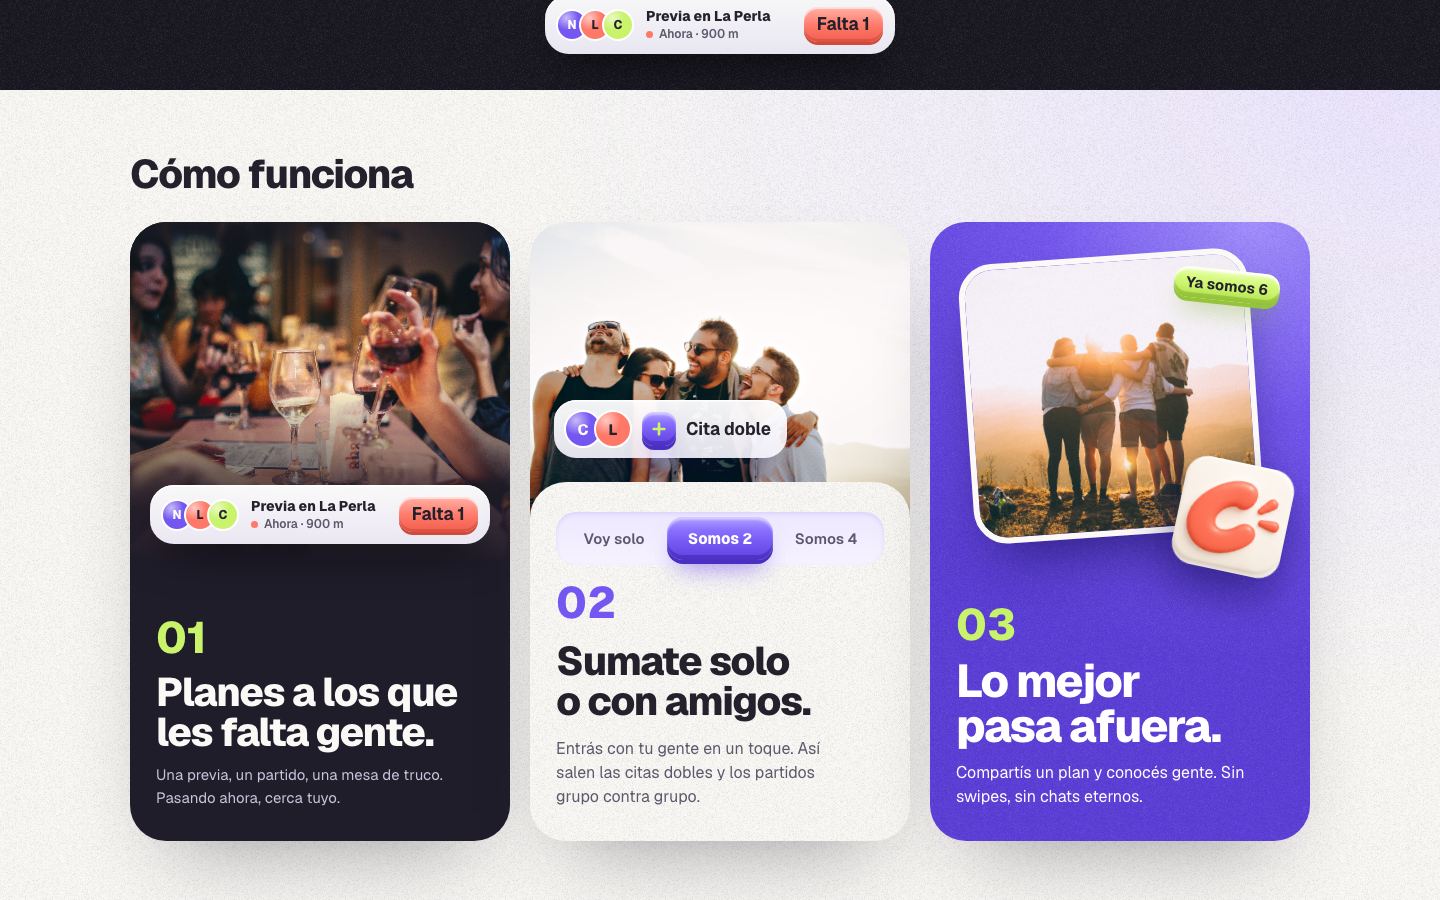 N L C
Previa en La Perla
Ahora · 900 m
Falta 1
Cómo funciona
N L C
Previa en La Perla
Ahora · 900 m
Falta 1
01
Planes a los que
les falta gente.
Una previa, un partido, una mesa de truco.
Pasando ahora, cerca tuyo.
C L + Cita doble
Voy solo Somos 2 Somos 4
02
Sumate solo
o con amigos.
Entrás con tu gente en un toque. Así
salen las citas dobles y los partidos
grupo contra grupo.
Ya somos 6
C
03
Lo mejor
pasa afuera.
Compartís un plan y conocés gente. Sin
swipes, sin chats eternos.